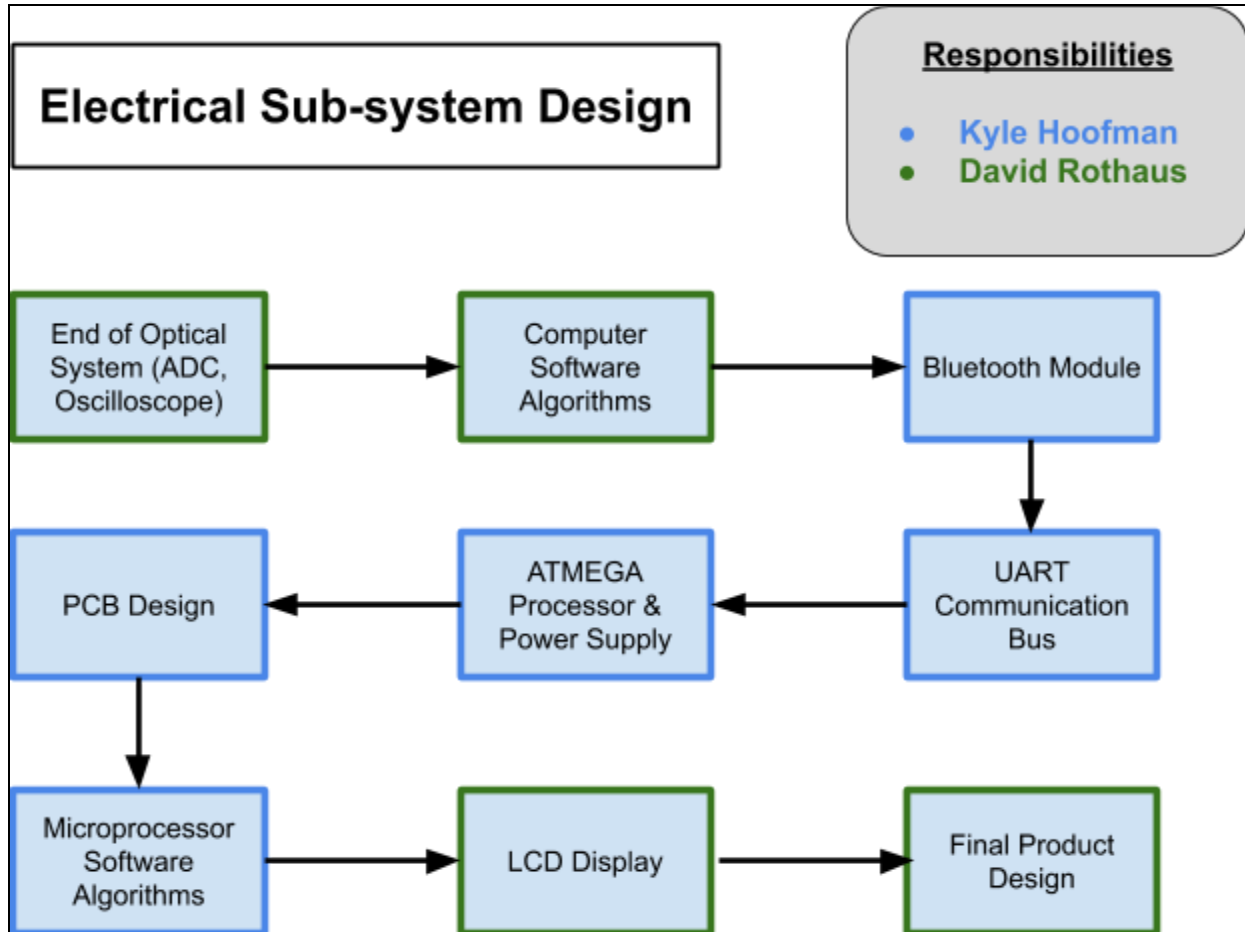 Electrical Sub-system Design
Responsibilities
● Kyle Hoofman
● David Rothaus
End of Optical
System (ADC,
Oscilloscope)
Computer
Software
Algorithms
Bluetooth Module
PCB Design
ATMEGA
Processor &
Power Supply
UART
Communication
Bus
Microprocessor
Software
Algorithms
LCD Display
Final Product
Design